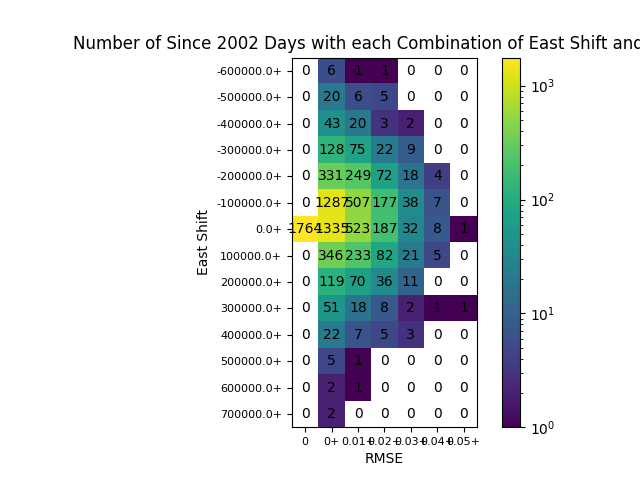 Number of Since 2002 Days with each Combination of East Shift and
East Shift
-600000.0+ 0 6 1 1 0 0 0
-500000.0+ 0 20 6 5 0 0 0
-400000.0+ 0 43 20 3 2 0 0
-300000.0+ 0 128 75 22 9 0 0
-200000.0+ 0 331 249 72 18 4 0
-100000.0+ 0 1287 507 177 38 7 0
0.0+ 1764 1335 523 187 32 8 1
100000.0+ 0 346 233 82 21 5 0
200000.0+ 0 119 70 36 11 0 0
300000.0+ 0 51 18 8 2 1 1
400000.0+ 0 22 7 5 3 0 0
500000.0+ 0 5 1 0 0 0 0
600000.0+ 0 2 1 0 0 0 0
700000.0+ 0 2 0 0 0 0 0
0 0+ 0.01+ 0.02+ 0.03+ 0.04+ 0.05+
RMSE
10³
10²
10¹
10⁰